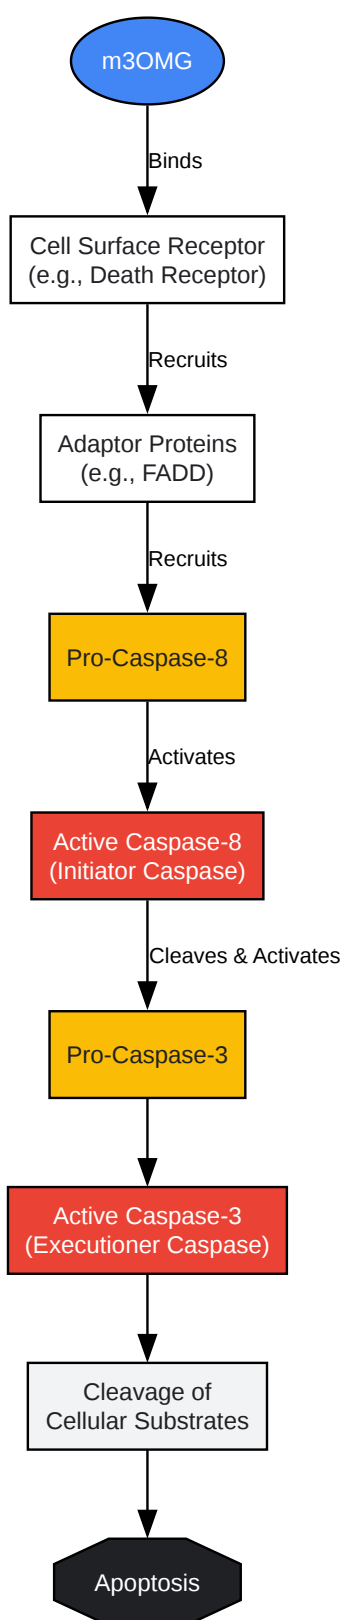 m3OMG
Binds
Cell Surface Receptor
(e.g., Death Receptor)
Recruits
Adaptor Proteins
(e.g., FADD)
Recruits
Pro-Caspase-8
Activates
Active Caspase-8
(Initiator Caspase)
Cleaves & Activates
Pro-Caspase-3
Active Caspase-3
(Executioner Caspase)
Cleavage of
Cellular Substrates
Apoptosis